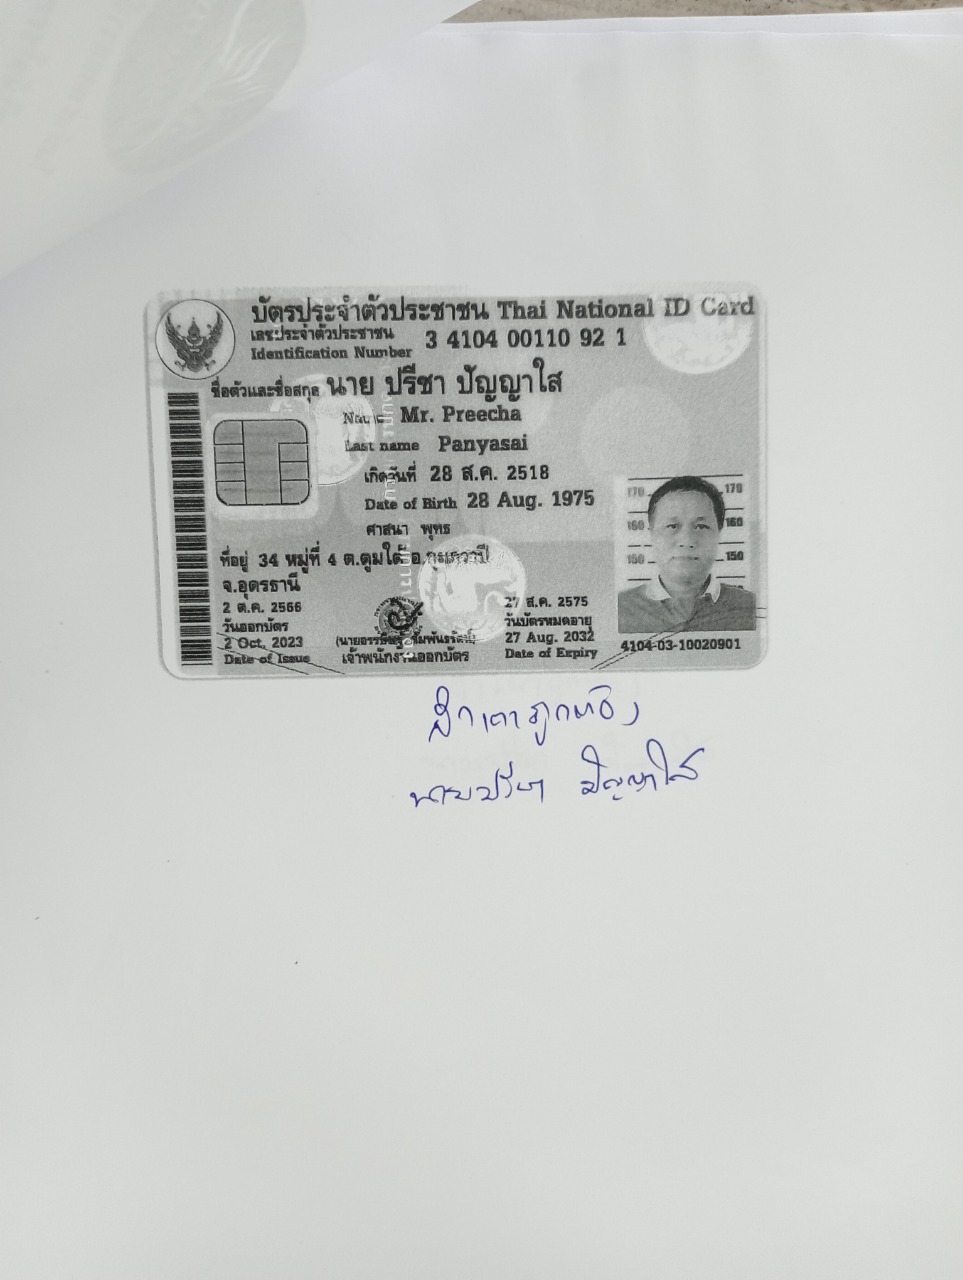 บัตรประจำตัวประชาชน Thai National ID Card
เลขประจำตัวประชาชน
Identification Number 3 4104 00110 92 1
ชื่อตัวและชื่อสกุล นาย ปรีชา ปัญญาใส
Name Mr. Preecha
Last name Panyasai
เกิดวันที่ 28 ส.ค. 2518
Date of Birth 28 Aug. 1975
ศาสนา พุทธ
ที่อยู่ 34 หมู่ที่ 4 ต.ตูมใต้ อ.กุมภวาปี
จ.อุดรธานี
2 ต.ค. 2566
วันออกบัตร
2 Oct. 2023
Date of Issue
เจ้าพนักงานออกบัตร
27 ส.ค. 2575
วันบัตรหมดอายุ
27 Aug. 2032
Date of Expiry
170 170
160 160
150 150
4104-03-10020901
สำเนาถูกต้อง
นายปรีชา ปัญญาใส